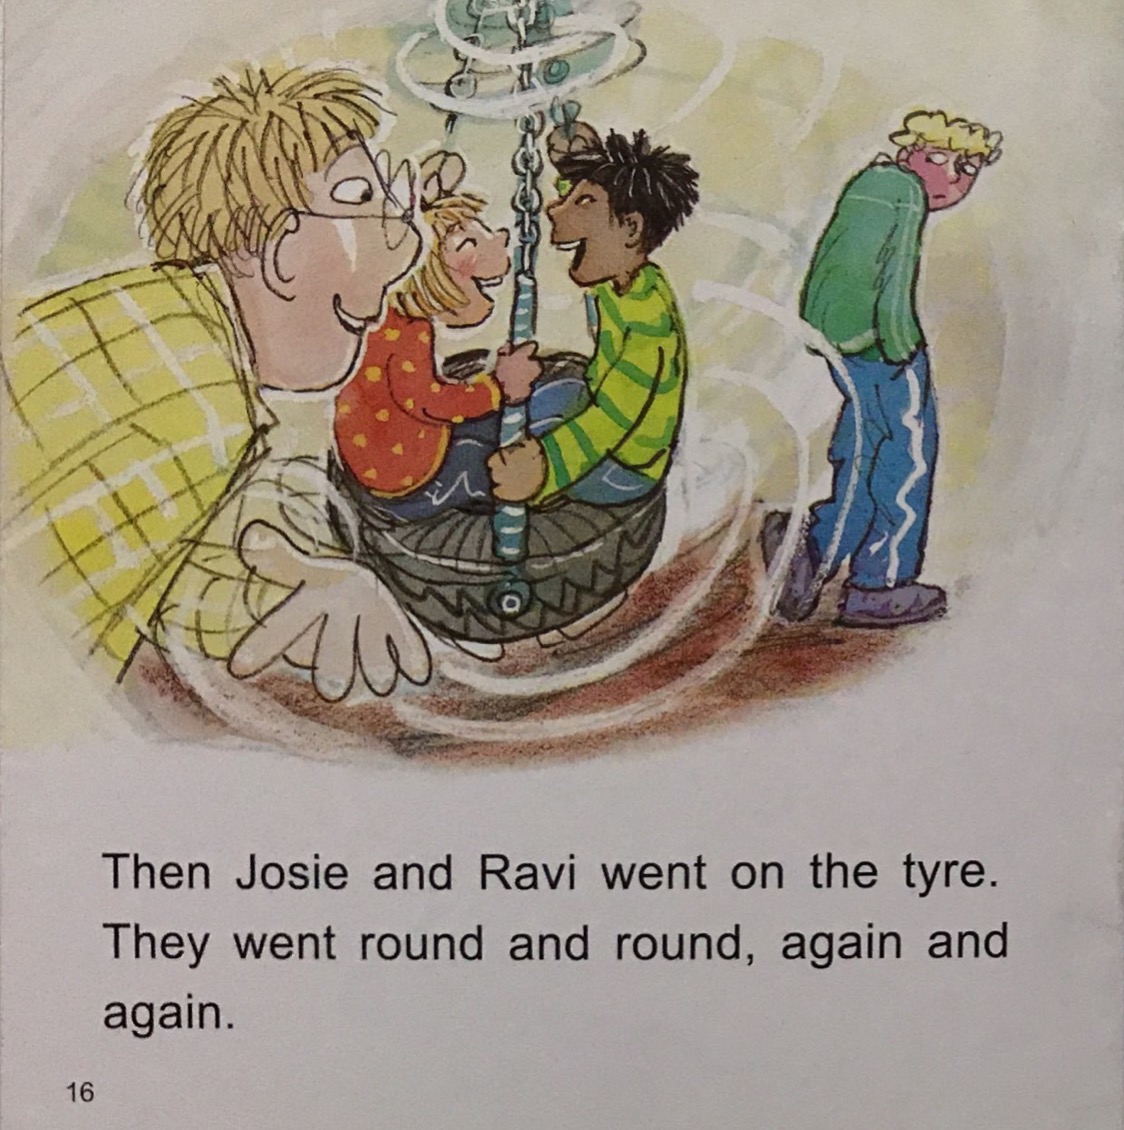 Then Josie and Ravi went on the tyre.
They went round and round, again and
again.
16